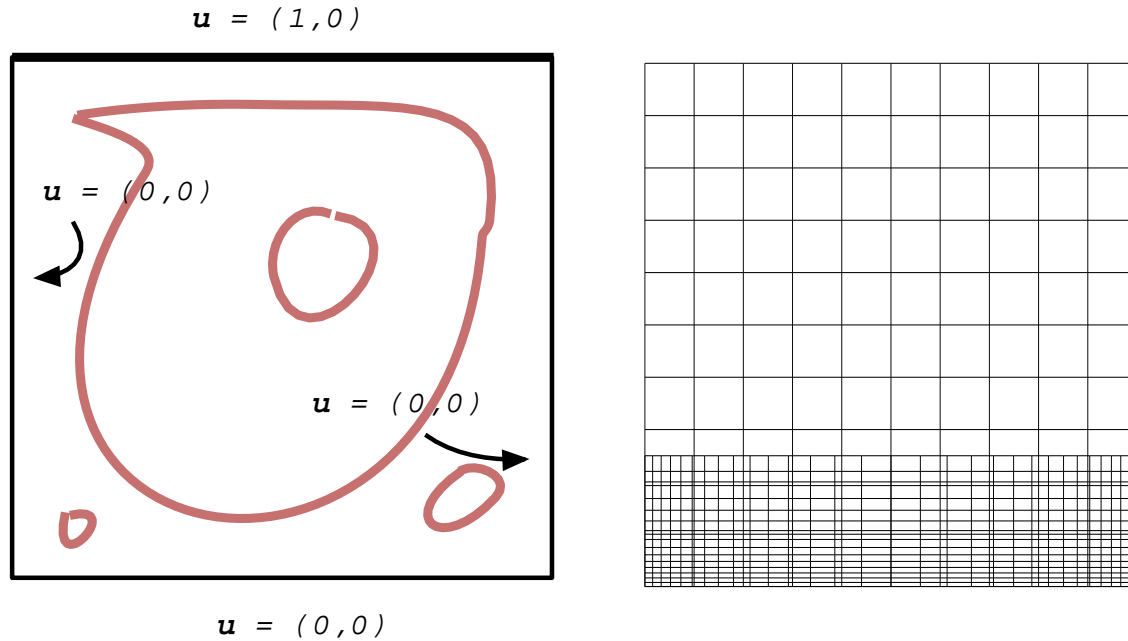 u = (1,0)
u = (0,0)
u = (0,0)
u = (0,0)